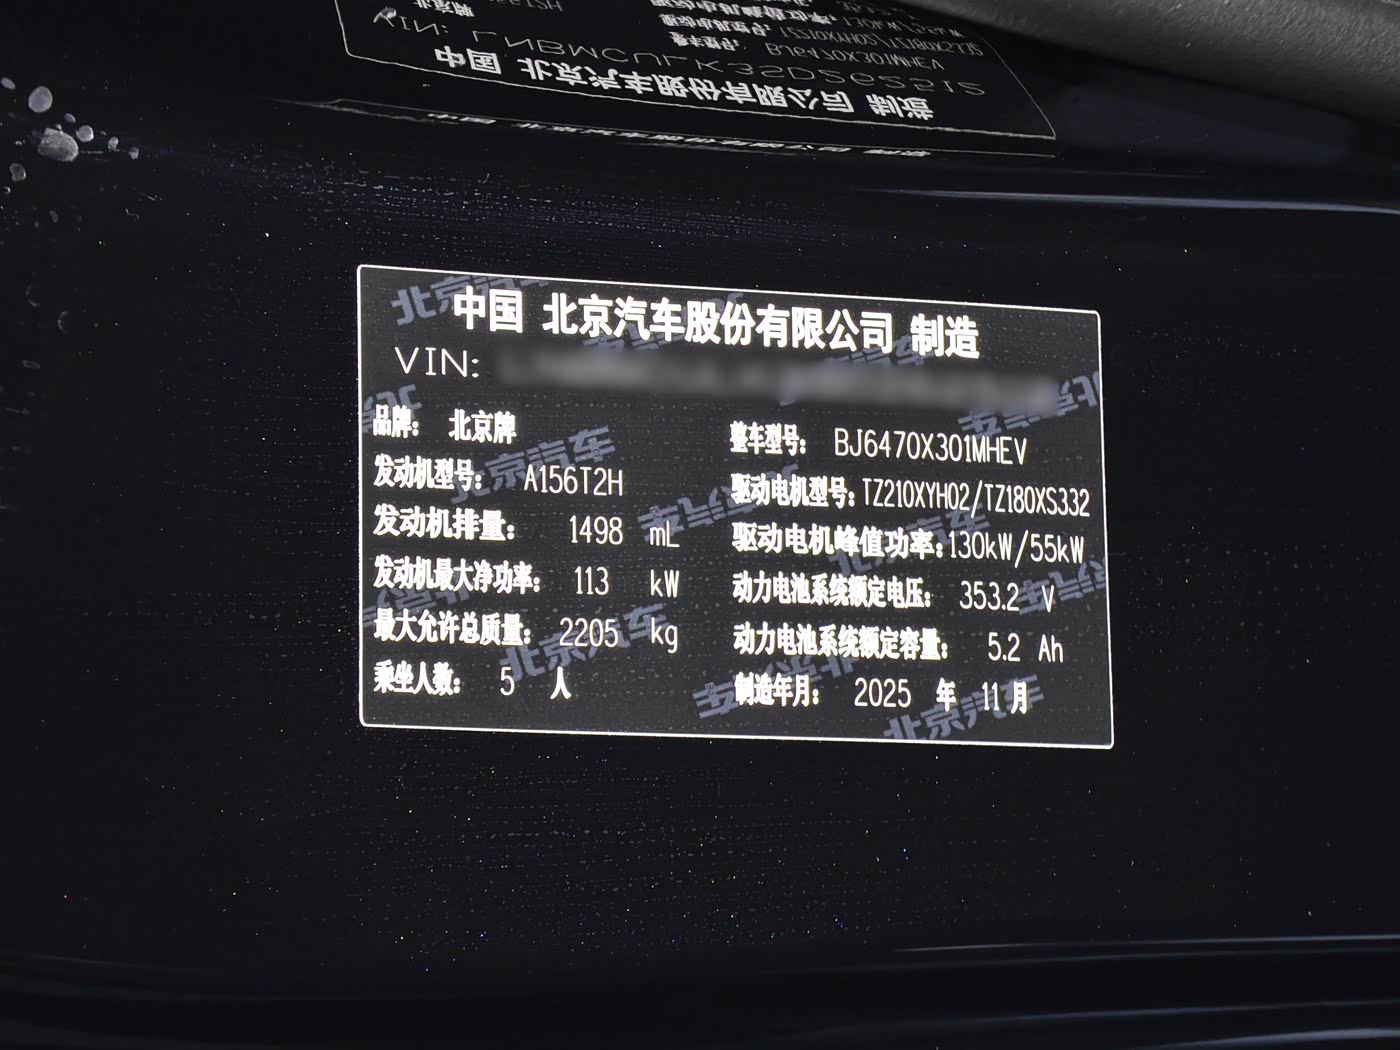 中国 北京汽车股份有限公司 制造
VIN:
品牌: 北京牌
整车型号: BJ6470X301MHEV
发动机型号: A156T2H
驱动电机型号: TZ210XYH02/TZ180XS332
发动机排量: 1498 mL
驱动电机峰值功率: 130kW/55kW
发动机最大净功率: 113 kW
动力电池系统额定电压: 353.2 V
最大允许总质量: 2205 kg
动力电池系统额定容量: 5.2 Ah
乘坐人数: 5 人
制造年月: 2025 年 11 月